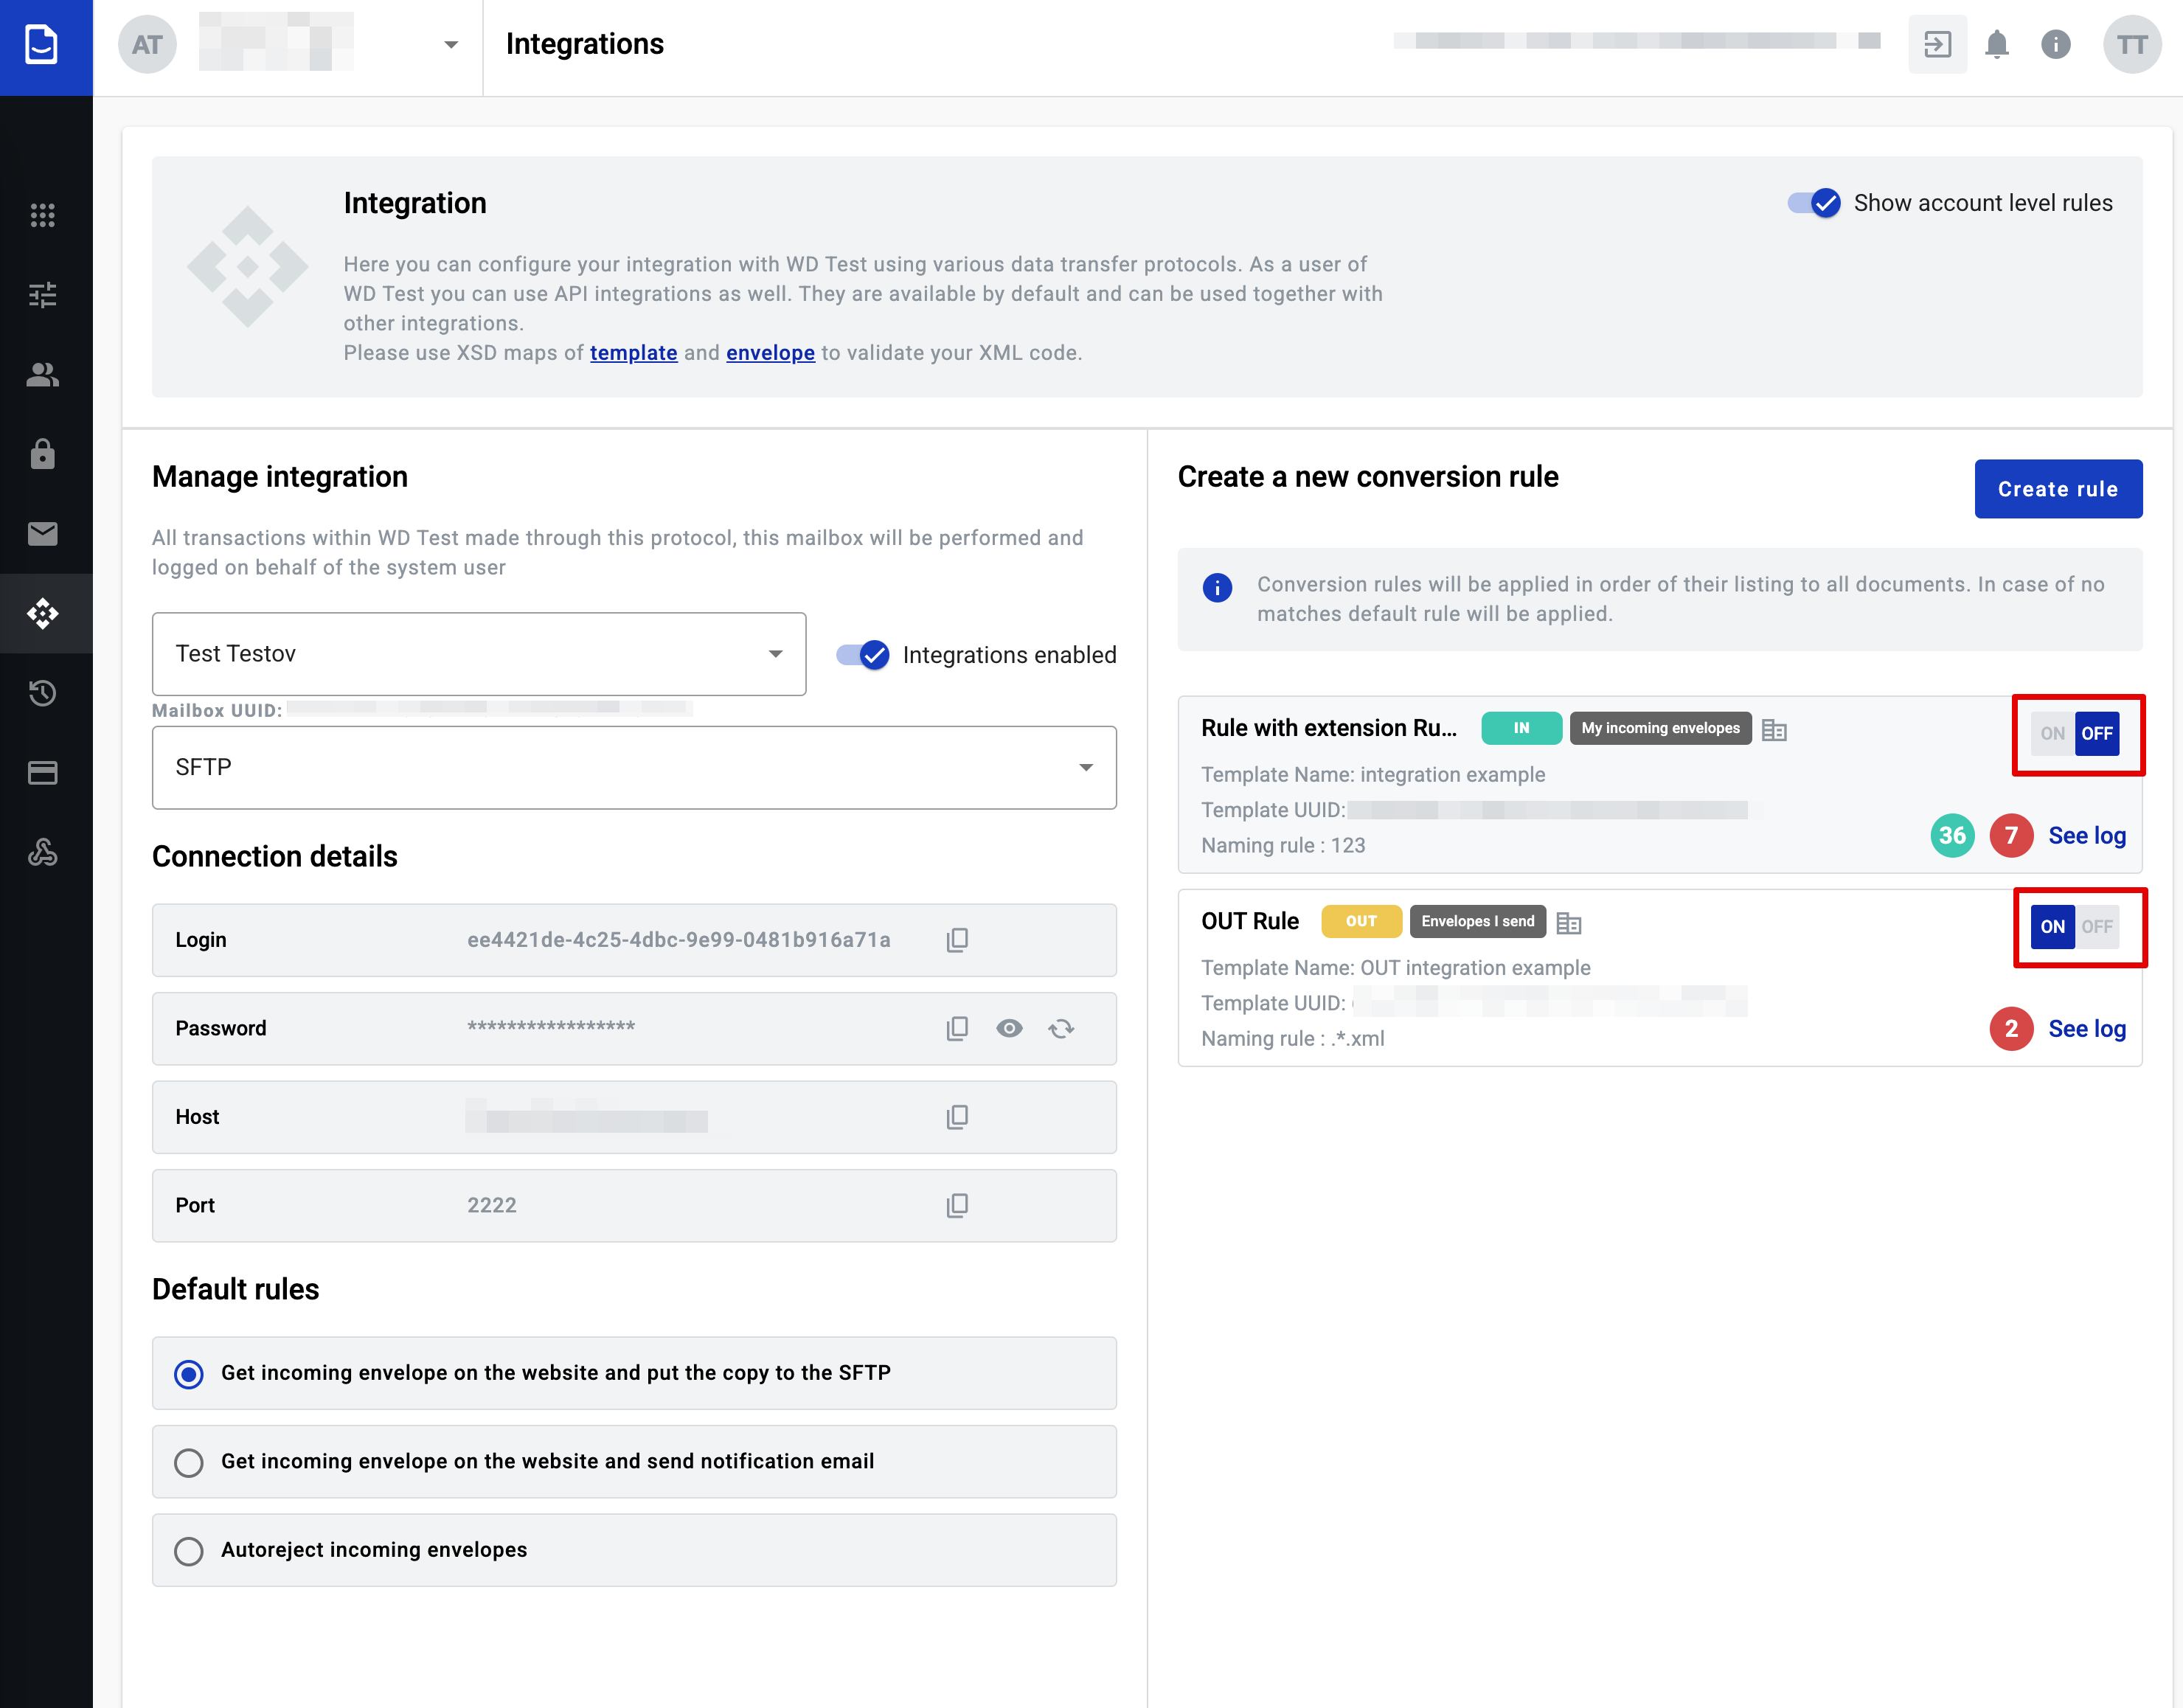 AT
Integrations
TT
Integration
Show account level rules
Here you can configure your integration with WD Test using various data transfer protocols. As a user of
WD Test you can use API integrations as well. They are available by default and can be used together with
other integrations.
Please use XSD maps of template and envelope to validate your XML code.
Manage integration
All transactions within WD Test made through this protocol, this mailbox will be performed and
logged on behalf of the system user
Test Testov
Integrations enabled
Mailbox UUID:
SFTP
Connection details
Login ee4421de-4c25-4dbc-9e99-0481b916a71a
Password *****************
Host
Port 2222
Default rules
Get incoming envelope on the website and put the copy to the SFTP
Get incoming envelope on the website and send notification email
Autoreject incoming envelopes
Create a new conversion rule
Create rule
Conversion rules will be applied in order of their listing to all documents. In case of no
matches default rule will be applied.
Rule with extension Ru... IN My incoming envelopes ON OFF
Template Name: integration example
Template UUID:
Naming rule : 123
36 7 See log
OUT Rule OUT Envelopes I send ON OFF
Template Name: OUT integration example
Template UUID:
Naming rule : .*.xml
2 See log